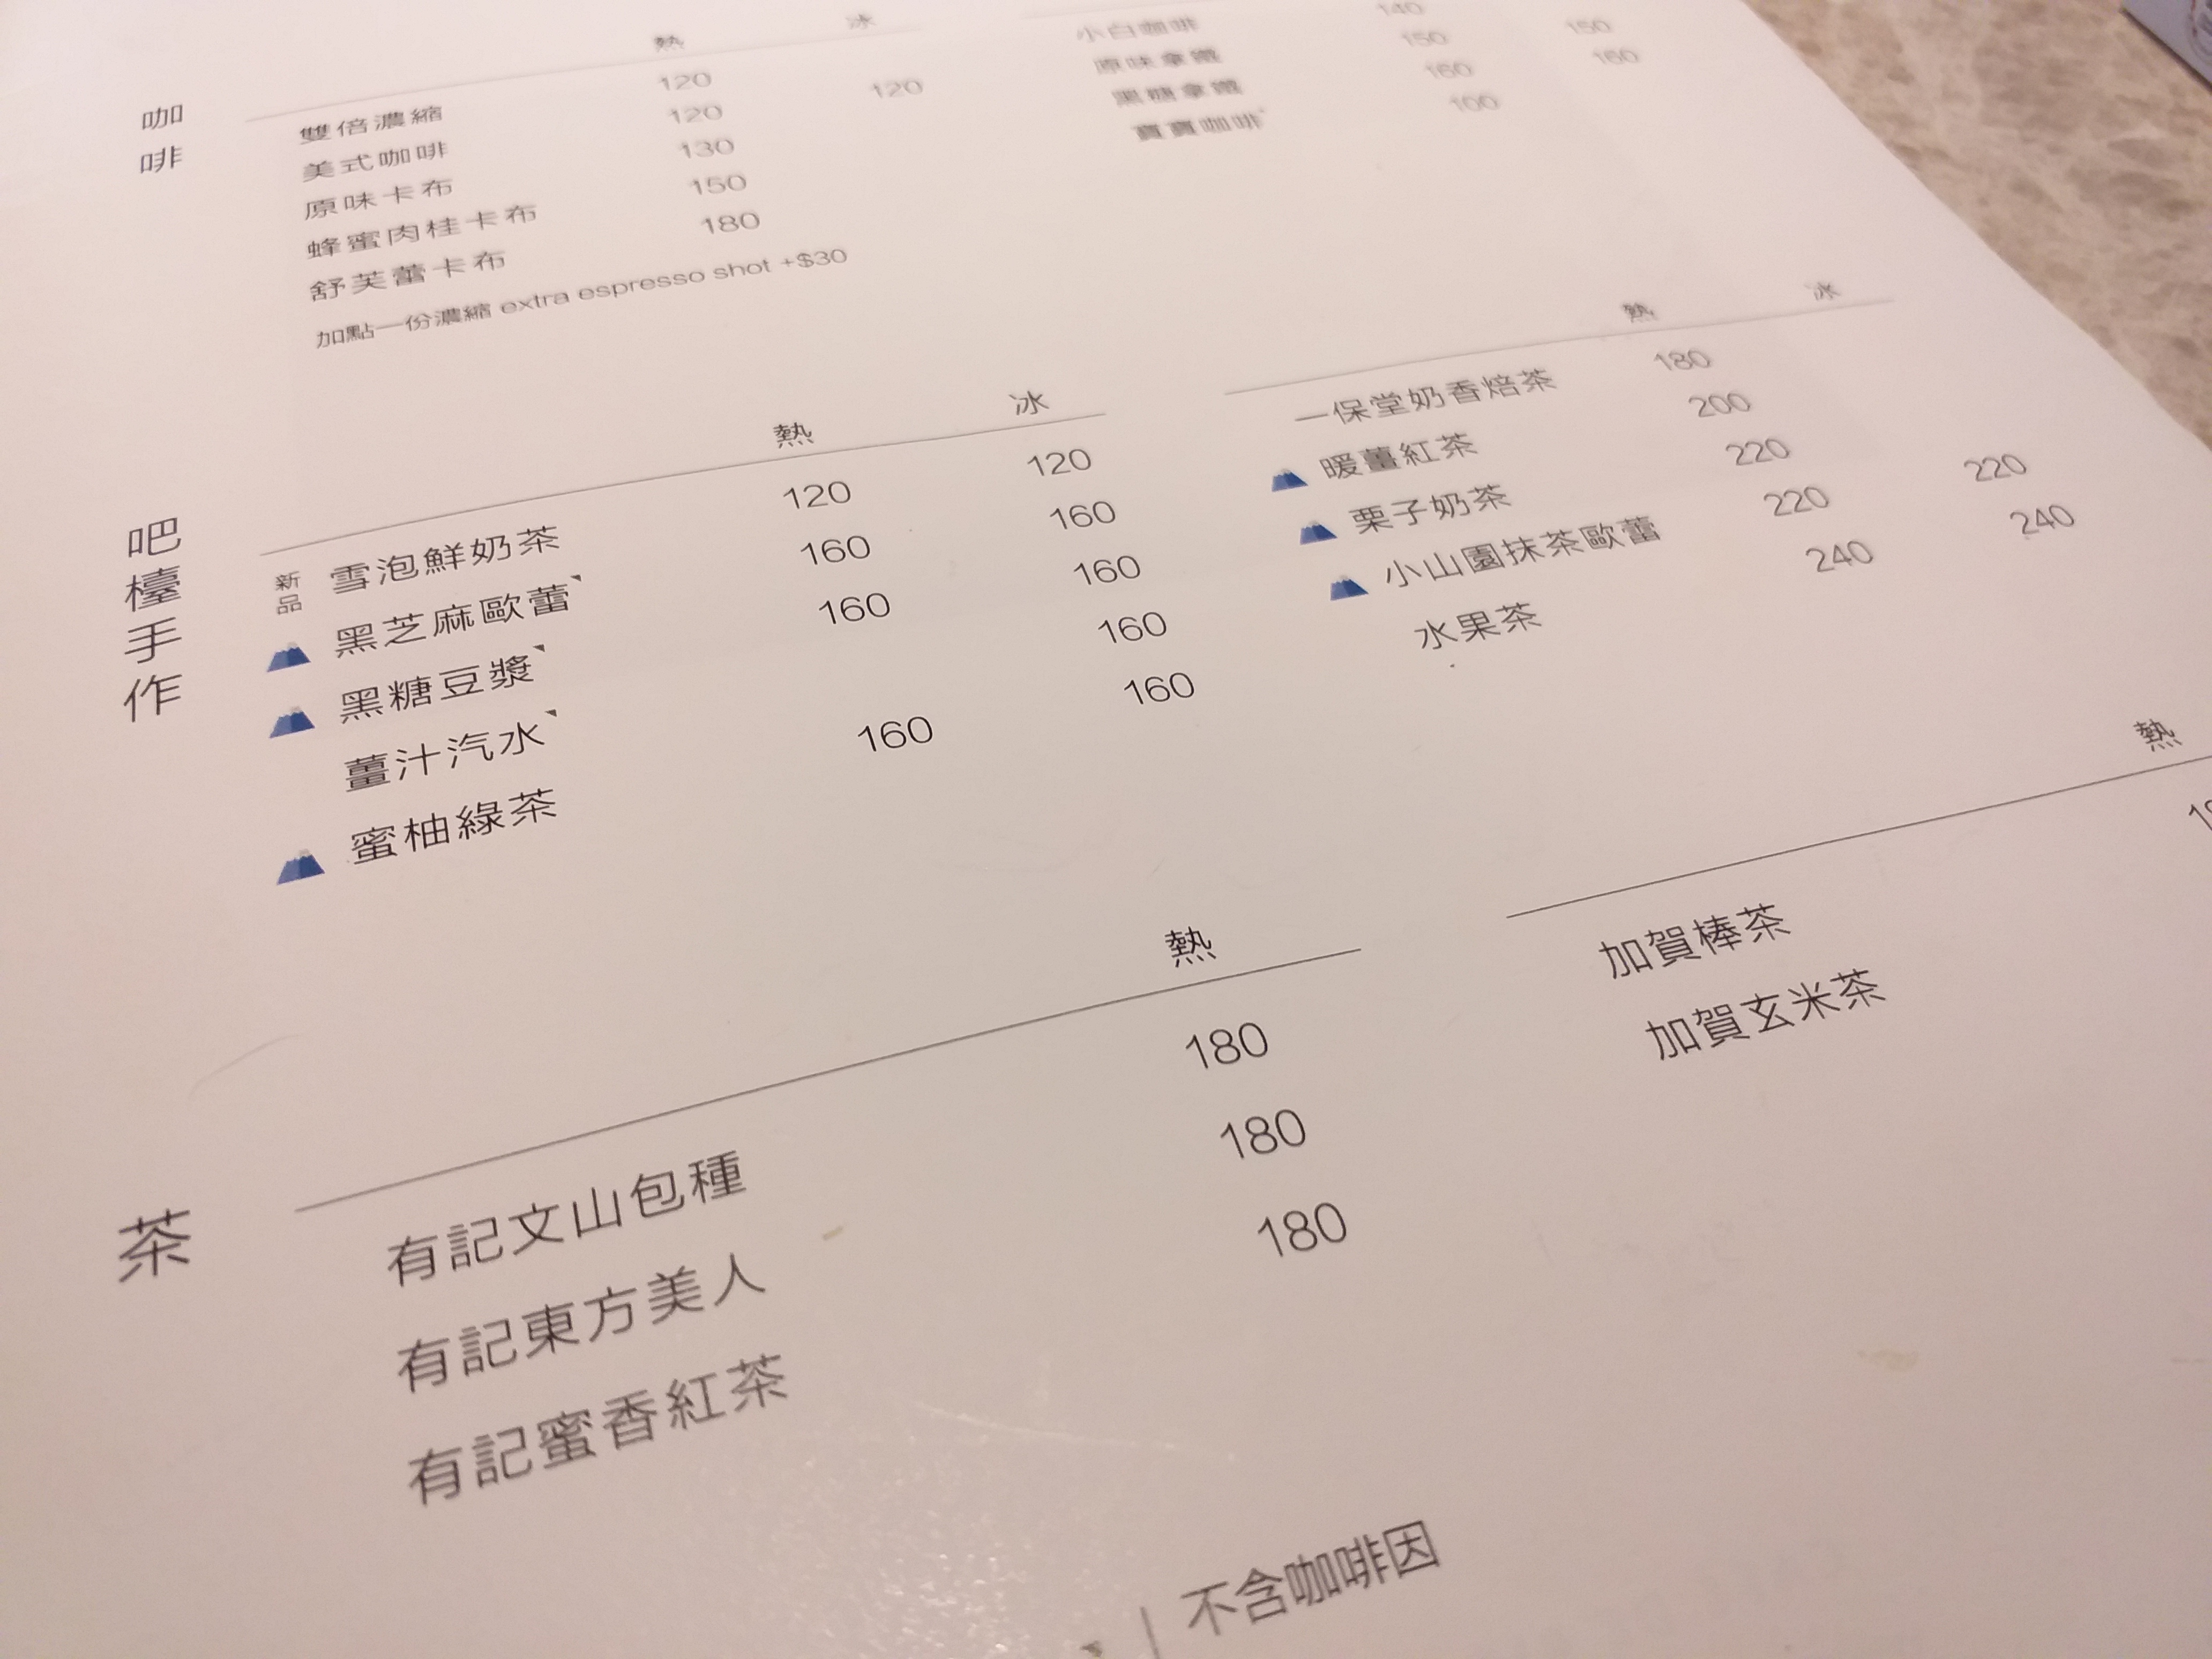 咖啡
熱 冰
雙倍濃縮 120
美式咖啡 120 120
原味卡布 130
蜂蜜肉桂卡布 150
舒芙蕾卡布 180
加點一份濃縮 extra espresso shot +$30
小白咖啡 140
原味拿鐵 150 150
黑糖拿鐵 160 160
寶寶咖啡 100
吧檯手作
熱 冰
新品 雪泡鮮奶茶 120 120
黑芝麻歐蕾 160 160
黑糖豆漿 160 160
薑汁汽水 160
蜜柚綠茶 160 160
熱 冰
一保堂奶香焙茶 180
暖薑紅茶 200
栗子奶茶 220
小山園抹茶歐蕾 220 220
水果茶 240 240
茶
熱
有記文山包種 180
有記東方美人 180
有記蜜香紅茶 180
熱
加賀棒茶
加賀玄米茶
| 不含咖啡因